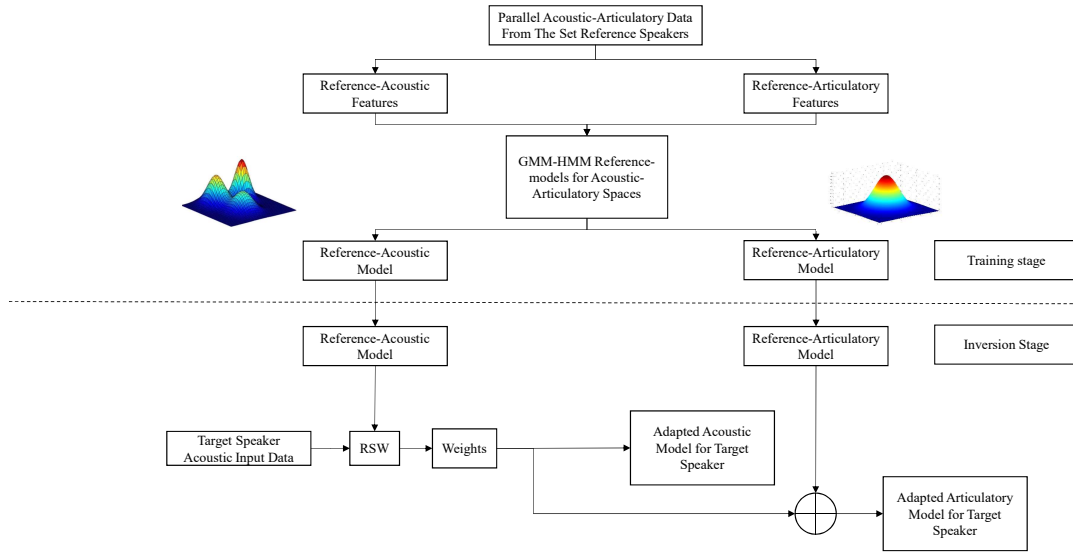 Parallel Acoustic-Articulatory Data
From The Set Reference Speakers
Reference-Acoustic
Features
Reference-Articulatory
Features
GMM-HMM Reference-
models for Acoustic-
Articulatory Spaces
Reference-Acoustic
Model
Reference-Articulatory
Model
Training stage
Reference-Acoustic
Model
Reference-Articulatory
Model
Inversion Stage
Target Speaker
Acoustic Input Data
RSW
Weights
Adapted Acoustic
Model for Target
Speaker
Adapted Articulatory
Model for Target
Speaker